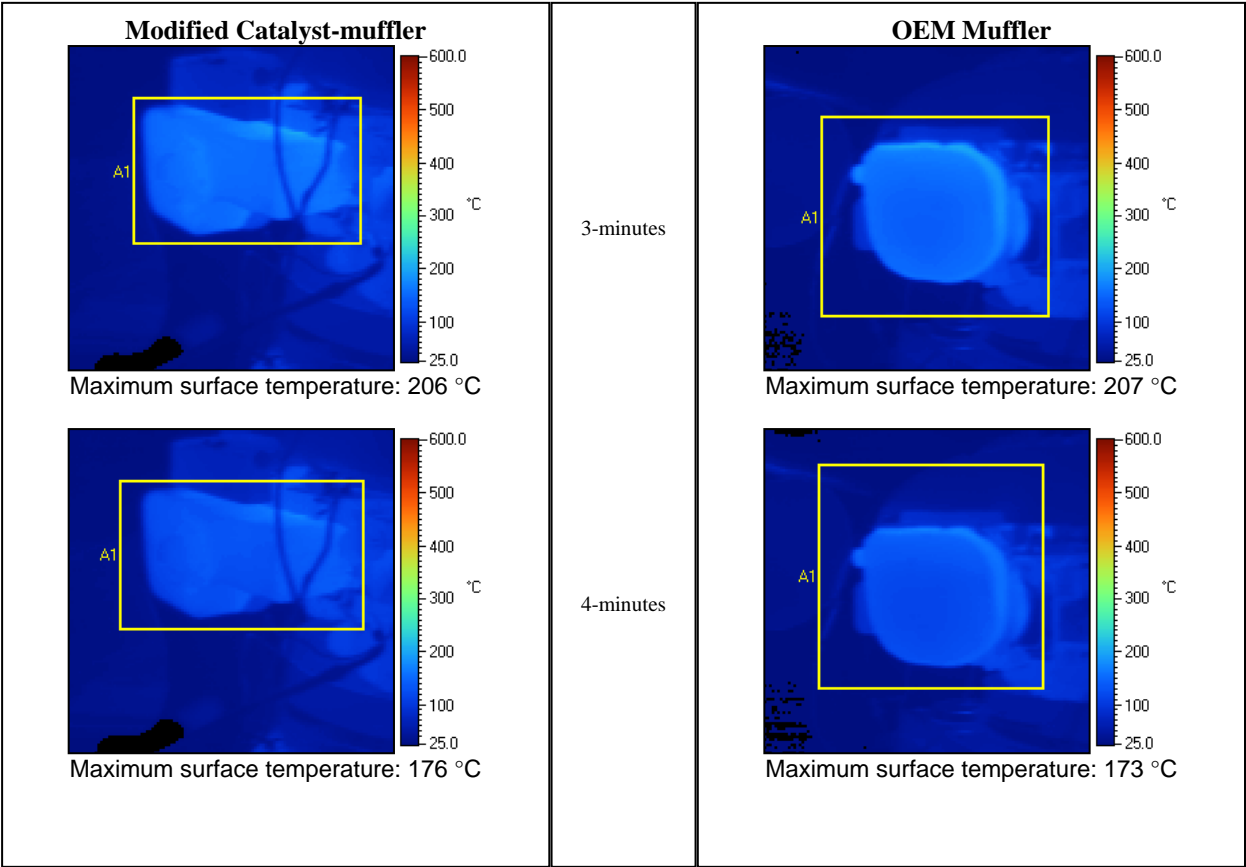 Modified Catalyst-muffler
600.0
500
400
300
200
100
25.0
°C
A1
Maximum surface temperature: 206 °C
3-minutes
OEM Muffler
600.0
500
400
300
200
100
25.0
°C
A1
Maximum surface temperature: 207 °C
600.0
500
400
300
200
100
25.0
°C
A1
Maximum surface temperature: 176 °C
4-minutes
600.0
500
400
300
200
100
25.0
°C
A1
Maximum surface temperature: 173 °C